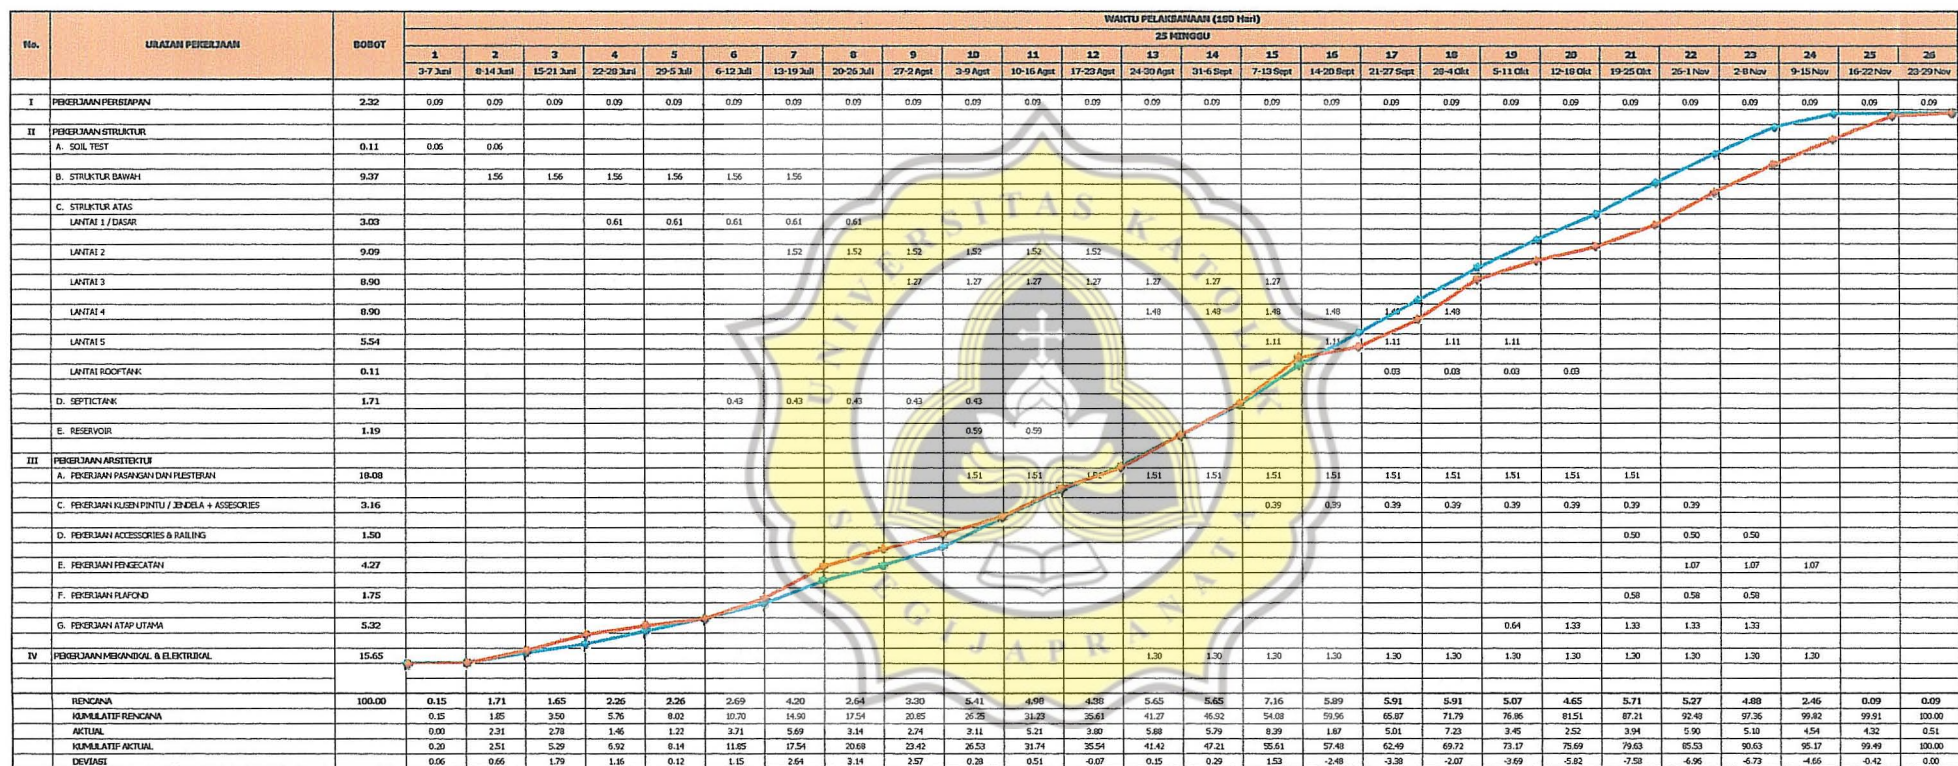 WAKTU PELAKSANAAN (180 Hari)
No. URAIAN PEKERJAAN BOBOT 25 MINGGU
1 2 3 4 5 6 7 8 9 10 11 12 13 14 15 16 17 18 19 20 21 22 23 24 25 26
3-7 Juni 8-14 Juni 15-21 Juni 22-28 Juni 29-5 Juli 6-12 Juli 13-19 Juli 20-26 Juli 27-2 Agst 3-9 Agst 10-16 Agst 17-23 Agst 24-30 Agst 31-6 Sept 7-13 Sept 14-20 Sept 21-27 Sept 28-4 Okt 5-11 Okt 12-18 Okt 19-25 Okt 26-1 Nov 2-8 Nov 9-15 Nov 16-22 Nov 23-29 Nov
I PEKERJAAN PERSIAPAN 2.32 0.09 0.09 0.09 0.09 0.09 0.09 0.09 0.09 0.09 0.09 0.09 0.09 0.09 0.09 0.09 0.09 0.09 0.09 0.09 0.09 0.09 0.09 0.09 0.09 0.09 0.09
II PEKERJAAN STRUKTUR
A. SOIL TEST 0.11 0.06 0.06
B. STRUKTUR BAWAH 9.37 1.56 1.56 1.56 1.56 1.56 1.56
C. STRUKTUR ATAS
LANTAI 1 / DASAR 3.03 0.61 0.61 0.61 0.61 0.61
LANTAI 2 9.09 1.52 1.52 1.52 1.52 1.52 1.52
LANTAI 3 8.90 1.27 1.27 1.27 1.27 1.27 1.27 1.27
LANTAI 4 8.90 1.48 1.48 1.48 1.48 1.48 1.48
LANTAI 5 5.54 1.11 1.11 1.11 1.11 1.11
LANTAI ROOFTANK 0.11 0.03 0.03 0.03 0.03
D. SEPTICTANK 1.71 0.43 0.43 0.43 0.43 0.43
E. RESERVOIR 1.19 0.59 0.59
III PEKERJAAN ARSITEKTUR
A. PEKERJAAN PASANGAN DAN PLESTERAN 18.08 1.51 1.51 1.51 1.51 1.51 1.51 1.51 1.51 1.51 1.51 1.51 1.51
C. PEKERJAAN KUSEN PINTU / JENDELA + ASSESORIES 3.16 0.39 0.39 0.39 0.39 0.39 0.39 0.39 0.39
D. PEKERJAAN ACCESSORIES & RAILING 1.50 0.50 0.50 0.50
E. PEKERJAAN PENGECATAN 4.27 1.07 1.07 1.07
F. PEKERJAAN PLAFOND 1.75 0.58 0.58 0.58
G. PEKERJAAN ATAP UTAMA 5.32 0.64 1.33 1.33 1.33 1.33
IV PEKERJAAN MEKANIKAL & ELEKTRIKAL 15.65 1.30 1.30 1.30 1.30 1.30 1.30 1.30 1.30 1.30 1.30 1.30 1.30
RENCANA 100.00 0.15 1.71 1.65 2.26 2.26 2.69 4.20 2.64 3.30 5.41 4.98 4.38 5.65 5.65 7.16 5.89 5.91 5.91 5.07 4.65 5.71 5.27 4.88 2.46 0.09 0.09
KUMULATIF RENCANA 0.15 1.85 3.50 5.76 8.02 10.70 14.90 17.54 20.85 26.25 31.23 35.61 41.27 46.92 54.08 59.96 65.87 71.79 76.86 81.51 87.21 92.48 97.36 99.82 99.91 100.00
AKTUAL 0.00 2.31 2.78 1.46 1.22 3.71 5.69 3.14 2.74 3.11 5.21 3.80 5.88 5.79 8.39 1.87 5.01 7.23 3.45 2.52 3.94 5.90 5.10 4.54 4.32 0.51
KUMULATIF AKTUAL 0.20 2.51 5.29 6.92 8.14 11.85 17.54 20.68 23.42 26.53 31.74 35.54 41.42 47.21 55.61 57.48 62.49 69.72 73.17 75.69 79.63 85.53 90.63 95.17 99.49 100.00
DEVIASI 0.06 0.66 1.79 1.16 0.12 1.15 2.64 3.14 2.57 0.28 0.51 -0.07 0.15 0.29 1.53 -2.48 -3.38 -2.07 -3.69 -5.82 -7.58 -6.96 -6.73 -4.66 -0.42 0.00
UNIVERSITAS KATOLIK
SOEGIJAPRANATA